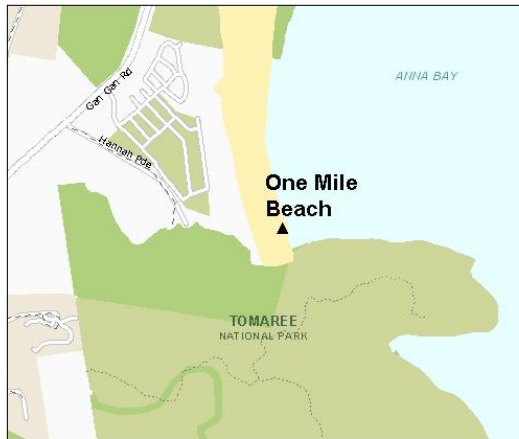 ANNA BAY
Gan Gan Rd
Hannah Pde
One Mile
Beach
TOMAREE
NATIONAL PARK